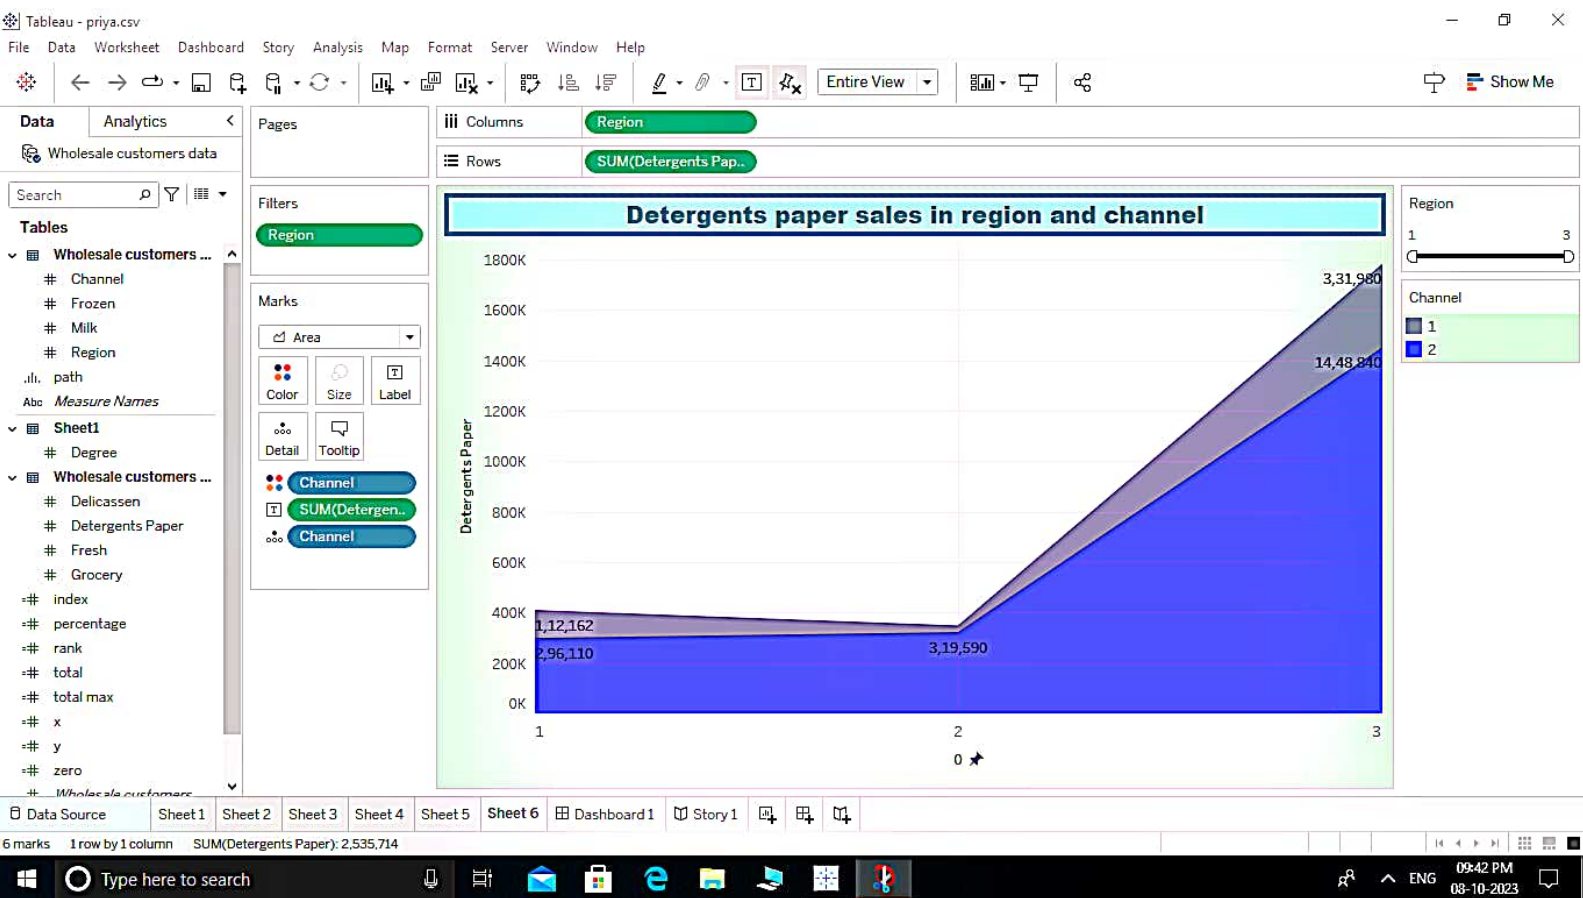 Tableau - priya.csv
File Data Worksheet Dashboard Story Analysis Map Format Server Window Help
Entire View
Show Me
Data Analytics
Wholesale customers data
Search
Tables
Wholesale customers ...
# Channel
# Frozen
# Milk
# Region
path
Abc Measure Names
Sheet1
# Degree
Wholesale customers ...
# Delicassen
# Detergents Paper
# Fresh
# Grocery
=# index
=# percentage
=# rank
=# total
=# total max
=# x
=# y
=# zero
# Wholesale customers
Pages
Filters
Region
Marks
Area
Color Size Label
Detail Tooltip
Channel
SUM(Detergen..
Channel
Columns Region
Rows SUM(Detergents Pap..
Detergents paper sales in region and channel
Detergents Paper
1800K
1600K
1400K
1200K
1000K
800K
600K
400K
200K
0K
3,31,980
14,48,840
1,12,162
2,96,110
3,19,590
1 2 3
0
Region
1 3
Channel
1
2
Data Source Sheet 1 Sheet 2 Sheet 3 Sheet 4 Sheet 5 Sheet 6 Dashboard 1 Story 1
6 marks 1 row by 1 column SUM(Detergents Paper): 2,535,714
Type here to search
ENG
09:42 PM
08-10-2023